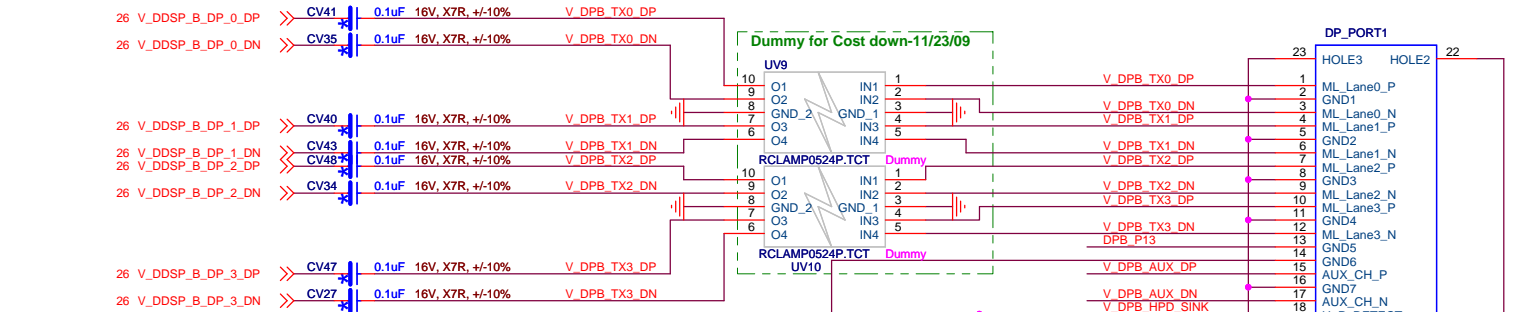 26 V_DDSP_B_DP_0_DP CV41 0.1uF 16V, X7R, +/-10% V_DPB_TX0_DP
26 V_DDSP_B_DP_0_DN CV35 0.1uF 16V, X7R, +/-10% V_DPB_TX0_DN
26 V_DDSP_B_DP_1_DP CV40 0.1uF 16V, X7R, +/-10% V_DPB_TX1_DP
26 V_DDSP_B_DP_1_DN CV43 0.1uF 16V, X7R, +/-10% V_DPB_TX1_DN
26 V_DDSP_B_DP_2_DP CV48 0.1uF 16V, X7R, +/-10% V_DPB_TX2_DP
26 V_DDSP_B_DP_2_DN CV34 0.1uF 16V, X7R, +/-10% V_DPB_TX2_DN
26 V_DDSP_B_DP_3_DP CV47 0.1uF 16V, X7R, +/-10% V_DPB_TX3_DP
26 V_DDSP_B_DP_3_DN CV27 0.1uF 16V, X7R, +/-10% V_DPB_TX3_DN
Dummy for Cost down-11/23/09
UV9
10 O1 IN1 1
9 O2 IN2 2
8 GND_2 GND_1 3
7 O3 IN3 4
6 O4 IN4 5
RCLAMP0524P.TCT Dummy
10 O1 IN1 1
9 O2 IN2 2
8 GND_2 GND_1 3
7 O3 IN3 4
6 O4 IN4 5
RCLAMP0524P.TCT Dummy
UV10
DP_PORT1
23 HOLE3 HOLE2 22
V_DPB_TX0_DP 1 ML_Lane0_P
2 GND1
V_DPB_TX0_DN 3 ML_Lane0_N
V_DPB_TX1_DP 4 ML_Lane1_P
5 GND2
V_DPB_TX1_DN 6 ML_Lane1_N
V_DPB_TX2_DP 7 ML_Lane2_P
8 GND3
V_DPB_TX2_DN 9 ML_Lane2_N
V_DPB_TX3_DP 10 ML_Lane3_P
11 GND4
V_DPB_TX3_DN 12 ML_Lane3_N
DPB_P13 13 GND5
14 GND6
V_DPB_AUX_DP 15 AUX_CH_P
16 GND7
V_DPB_AUX_DN 17 AUX_CH_N
V_DPB_HPD_SINK 18